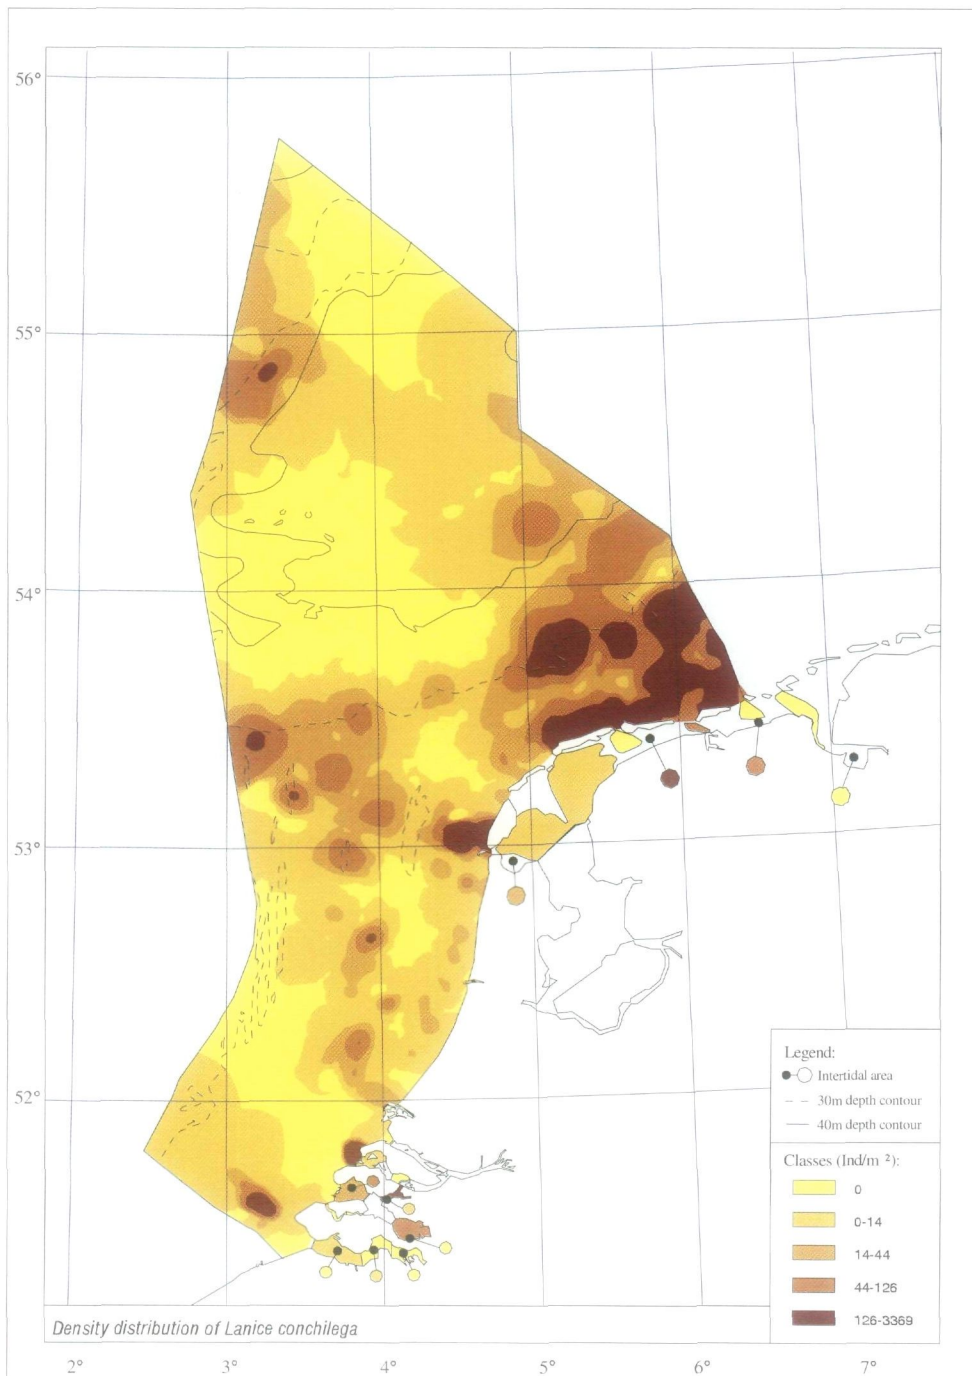 56°
55°
54°
53°
52°
Legend:
Intertidal area
30m depth contour
40m depth contour
Classes (Ind/m ²):
0
0-14
14-44
44-126
126-3369
Density distribution of Lanice conchilega
2° 3° 4° 5° 6° 7°